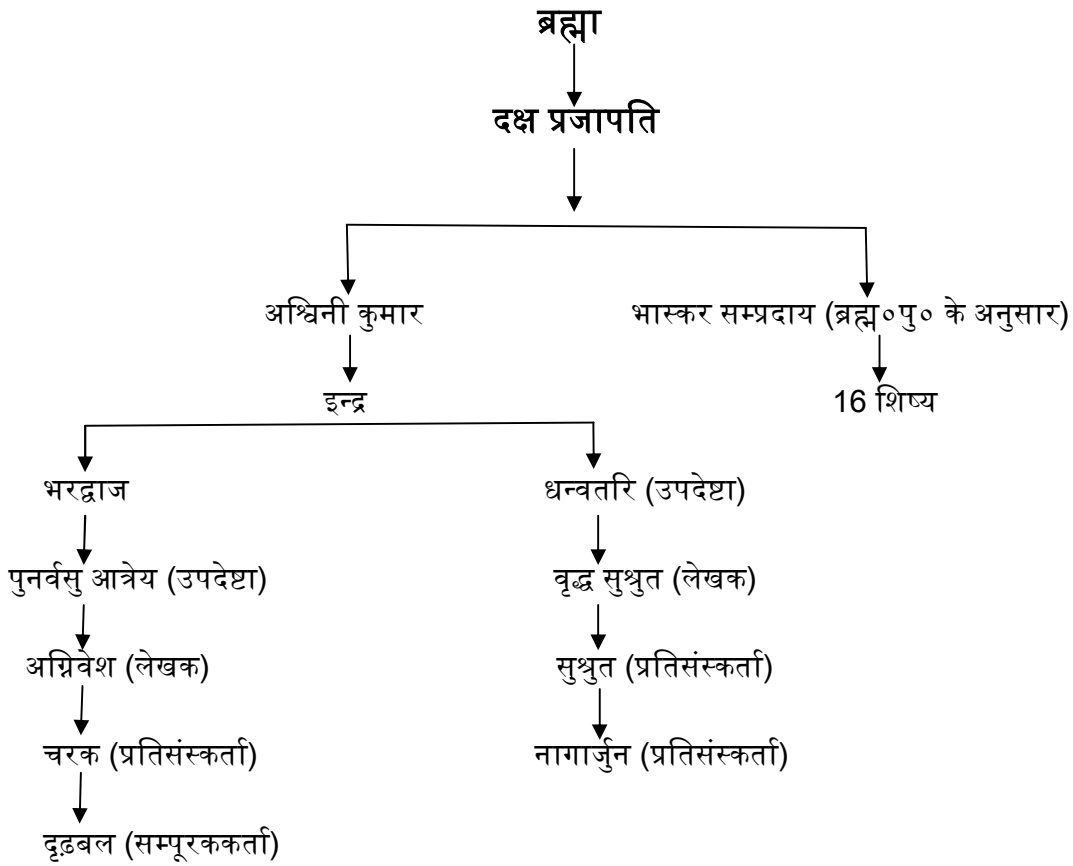 ब्रह्मा
दक्ष प्रजापति
अश्विनी कुमार
भास्कर सम्प्रदाय (ब्रह्म०पु० के अनुसार)
इन्द्र
16 शिष्य
भरद्वाज
धन्वतरि (उपदेष्टा)
पुनर्वसु आत्रेय (उपदेष्टा)
वृद्ध सुश्रुत (लेखक)
अग्निवेश (लेखक)
सुश्रुत (प्रतिसंस्कर्ता)
चरक (प्रतिसंस्कर्ता)
नागार्जुन (प्रतिसंस्कर्ता)
दृढ़बल (सम्पूरककर्ता)